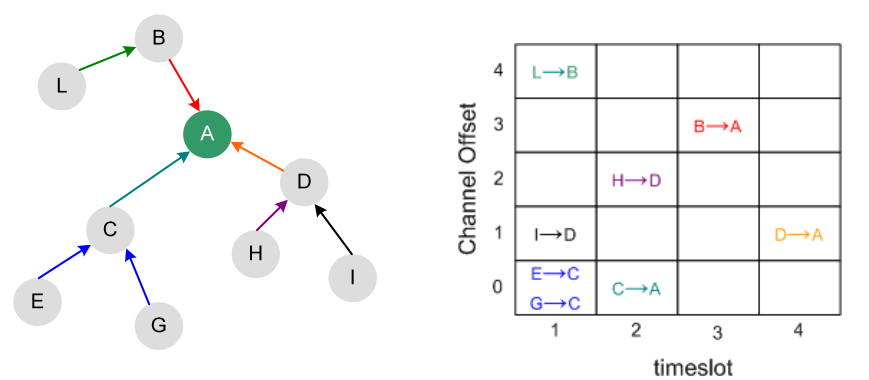 B
L
A
D
C
H
I
E
G
Channel Offset
4
L→B
3
B→A
2
H→D
1
I→D
D→A
0
E→C
G→C
C→A
1 2 3 4
timeslot